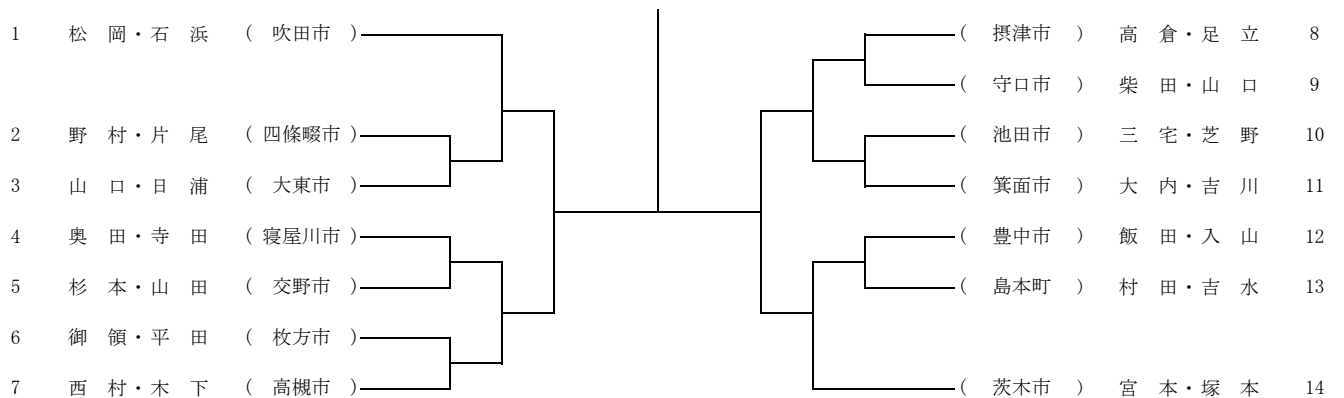 1 松 岡・石 浜 ( 吹田市 )
2 野 村・片 尾 ( 四條畷市 )
3 山 口・日 浦 ( 大東市 )
4 奥 田・寺 田 ( 寝屋川市 )
5 杉 本・山 田 ( 交野市 )
6 御 領・平 田 ( 枚方市 )
7 西 村・木 下 ( 高槻市 )
( 摂津市 ) 高 倉・足 立 8
( 守口市 ) 柴 田・山 口 9
( 池田市 ) 三 宅・芝 野 10
( 箕面市 ) 大 内・吉 川 11
( 豊中市 ) 飯 田・入 山 12
( 島本町 ) 村 田・吉 水 13
( 茨木市 ) 宮 本・塚 本 14